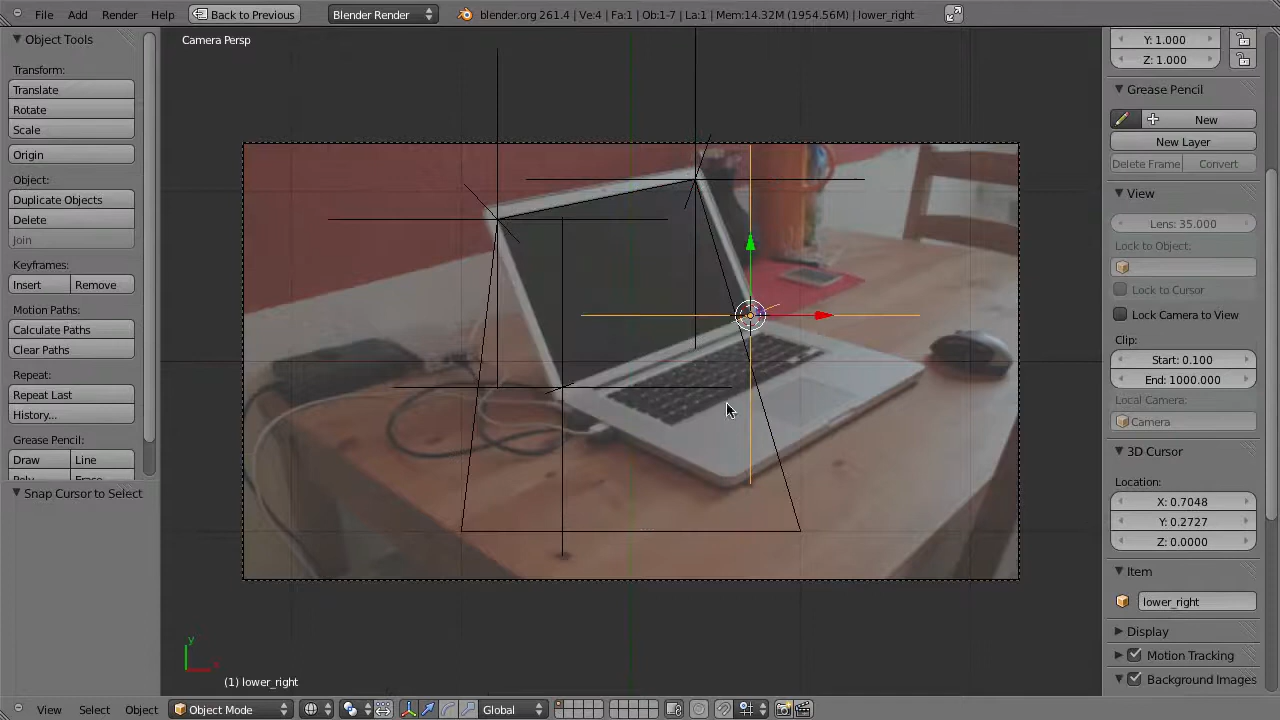 File Add Render Help Back to Previous Blender Render blender.org 261.4 | Ve:4 | Fa:1 | Ob:1-7 | La:1 | Mem:14.32M (1954.56M) | lower_right
Object Tools
Transform:
Translate
Rotate
Scale
Origin
Object:
Duplicate Objects
Delete
Join
Keyframes:
Insert Remove
Motion Paths:
Calculate Paths
Clear Paths
Repeat:
Repeat Last
History...
Grease Pencil:
Draw Line
Snap Cursor to Select
Camera Persp
y
x
(1) lower_right
Y: 1.000
Z: 1.000
Grease Pencil
New
New Layer
Delete Frame Convert
View
Lens: 35.000
Lock to Object:
Lock to Cursor
Lock Camera to View
Clip:
Start: 0.100
End: 1000.000
Local Camera:
Camera
3D Cursor
Location:
X: 0.7048
Y: 0.2727
Z: 0.0000
Item
lower_right
Display
Motion Tracking
Background Images
View Select Object Object Mode Global